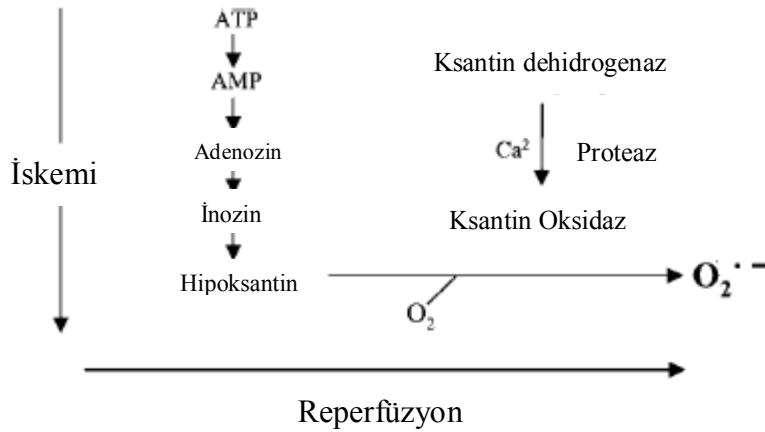 ATP
AMP
Ksantin dehidrogenaz
Adenozin
Ca²
Proteaz
İskemi
İnozin
Ksantin Oksidaz
Hipoksantin
O₂
O₂˙⁻
Reperfüzyon